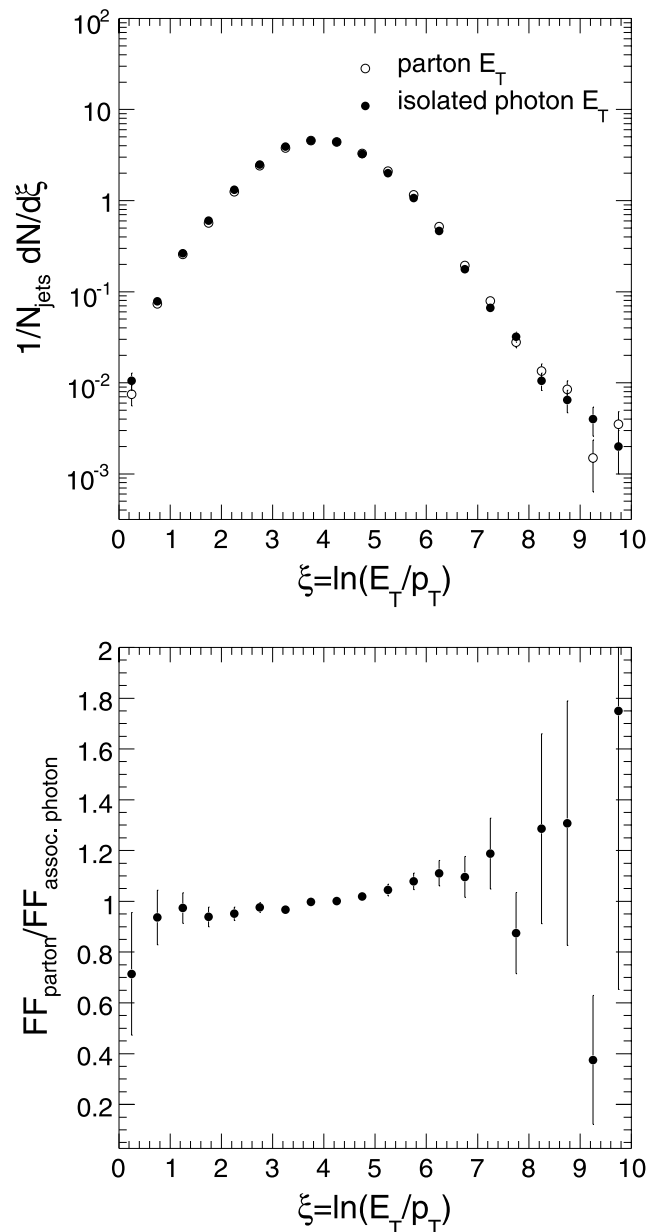 10^2
parton E_T
isolated photon E_T
10
1
10^-1
10^-2
10^-3
1/N_jets dN/dξ
0 1 2 3 4 5 6 7 8 9 10
ξ=ln(E_T/p_T)
2
1.8
1.6
1.4
1.2
1
0.8
0.6
0.4
0.2
FF_parton/FF_assoc. photon
0 1 2 3 4 5 6 7 8 9 10
ξ=ln(E_T/p_T)